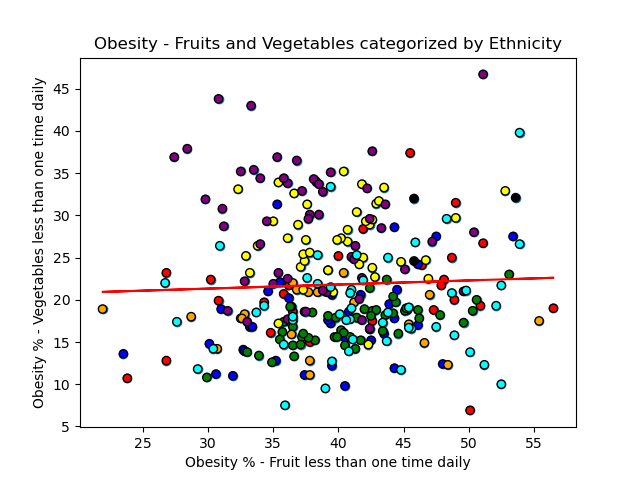 Obesity - Fruits and Vegetables categorized by Ethnicity
Obesity % - Vegetables less than one time daily
45
40
35
30
25
20
15
10
5
25 30 35 40 45 50 55
Obesity % - Fruit less than one time daily